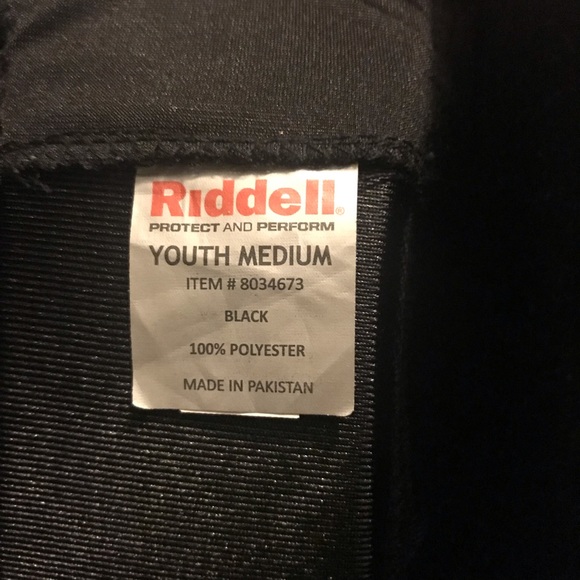 Riddell®
PROTECT AND PERFORM
YOUTH MEDIUM
ITEM # 8034673
BLACK
100% POLYESTER
MADE IN PAKISTAN